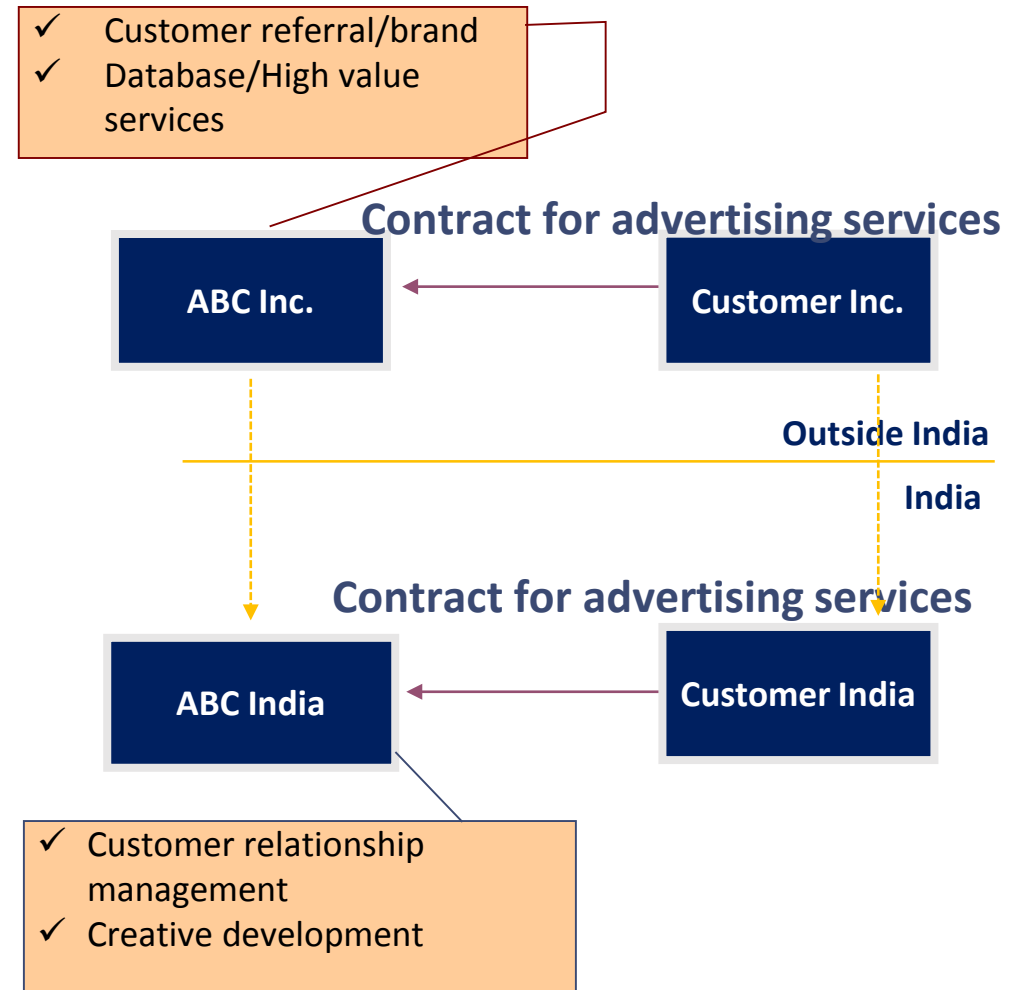 ✓ Customer referral/brand
✓ Database/High value
services
Contract for advertising services
ABC Inc.
Customer Inc.
Outside India
India
Contract for advertising services
ABC India
Customer India
✓ Customer relationship
management
✓ Creative development